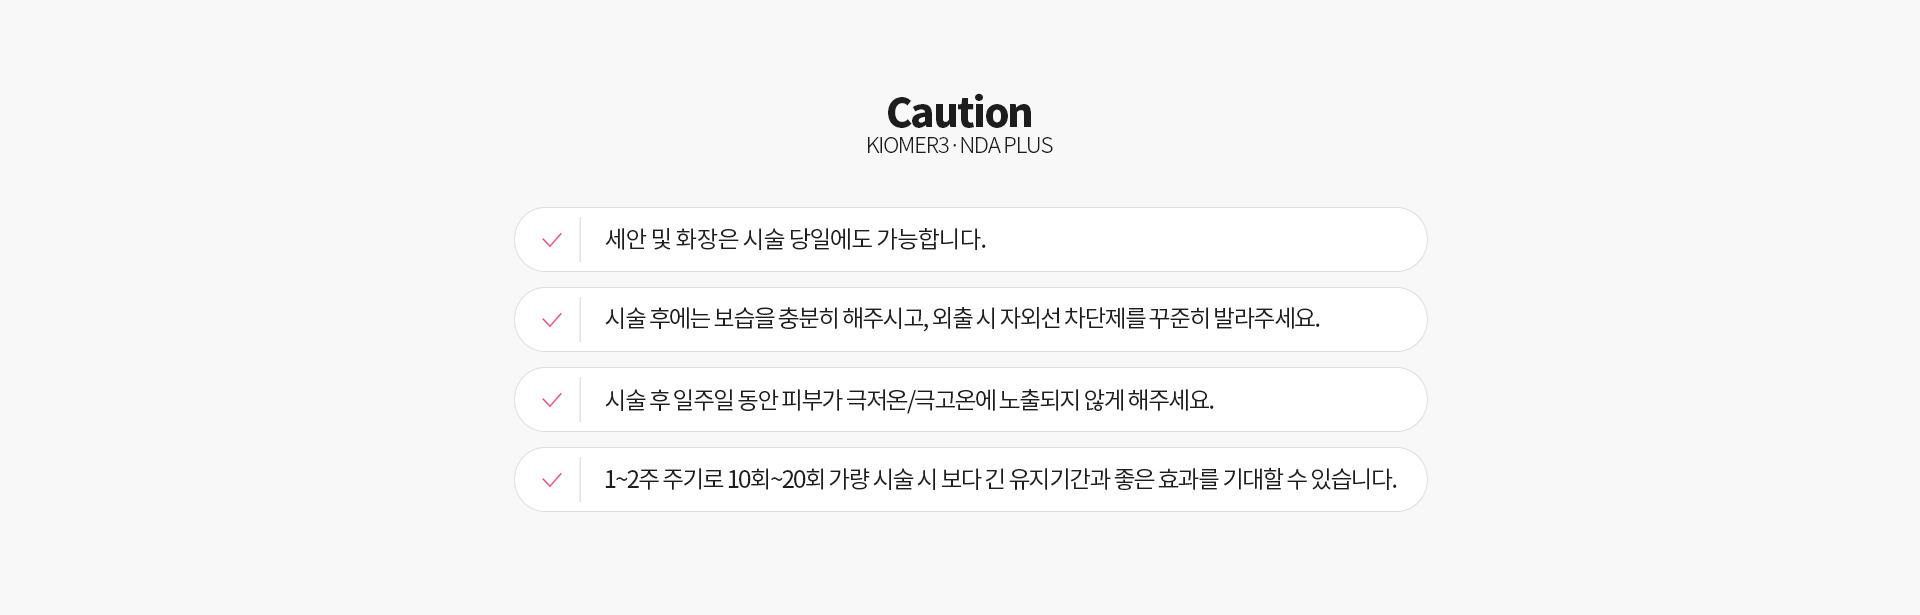 Caution
KIOMER3 · NDA PLUS
세안 및 화장은 시술 당일에도 가능합니다.
시술 후에는 보습을 충분히 해주시고, 외출 시 자외선 차단제를 꾸준히 발라주세요.
시술 후 일주일 동안 피부가 극저온/극고온에 노출되지 않게 해주세요.
1~2주 주기로 10회~20회 가량 시술 시 보다 긴 유지기간과 좋은 효과를 기대할 수 있습니다.